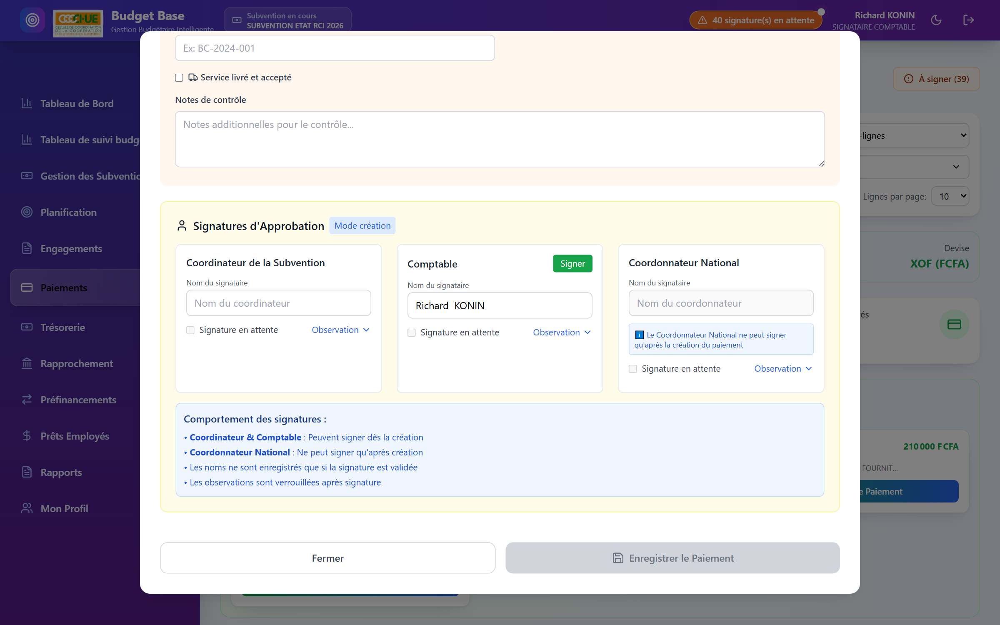 CCCCI-UE
CELLULE DE COORDINATION
DE LA COOPERATION
COTE D'IVOIRE-UNION EUROPEENNE
Budget Base
Gestion Budgétaire Intelligente
Subvention en cours
SUBVENTION ETAT RCI 2026
40 signature(s) en attente
Richard KONIN
SIGNATAIRE COMPTABLE
Tableau de Bord
Tableau de suivi budg
Gestion des Subventio
Planification
Engagements
Paiements
Trésorerie
Rapprochement
Préfinancements
Prêts Employés
Rapports
Mon Profil
Ex: BC-2024-001
Service livré et accepté
Notes de contrôle
Notes additionnelles pour le contrôle...
Signatures d'Approbation
Mode création
Coordinateur de la Subvention
Nom du signataire
Nom du coordinateur
Signature en attente
Observation
Comptable
Signer
Nom du signataire
Richard KONIN
Signature en attente
Observation
Coordonnateur National
Nom du signataire
Nom du coordonnateur
i Le Coordonnateur National ne peut signer
qu'après la création du paiement
Signature en attente
Observation
Comportement des signatures :
• Coordinateur & Comptable : Peuvent signer dès la création
• Coordonnateur National : Ne peut signer qu'après création
• Les noms ne sont enregistrés que si la signature est validée
• Les observations sont verrouillées après signature
Fermer
Enregistrer le Paiement
À signer (39)
-lignes
Lignes par page:
10
Devise
XOF (FCFA)
és
210 000 F CFA
FOURNIT...
e Paiement